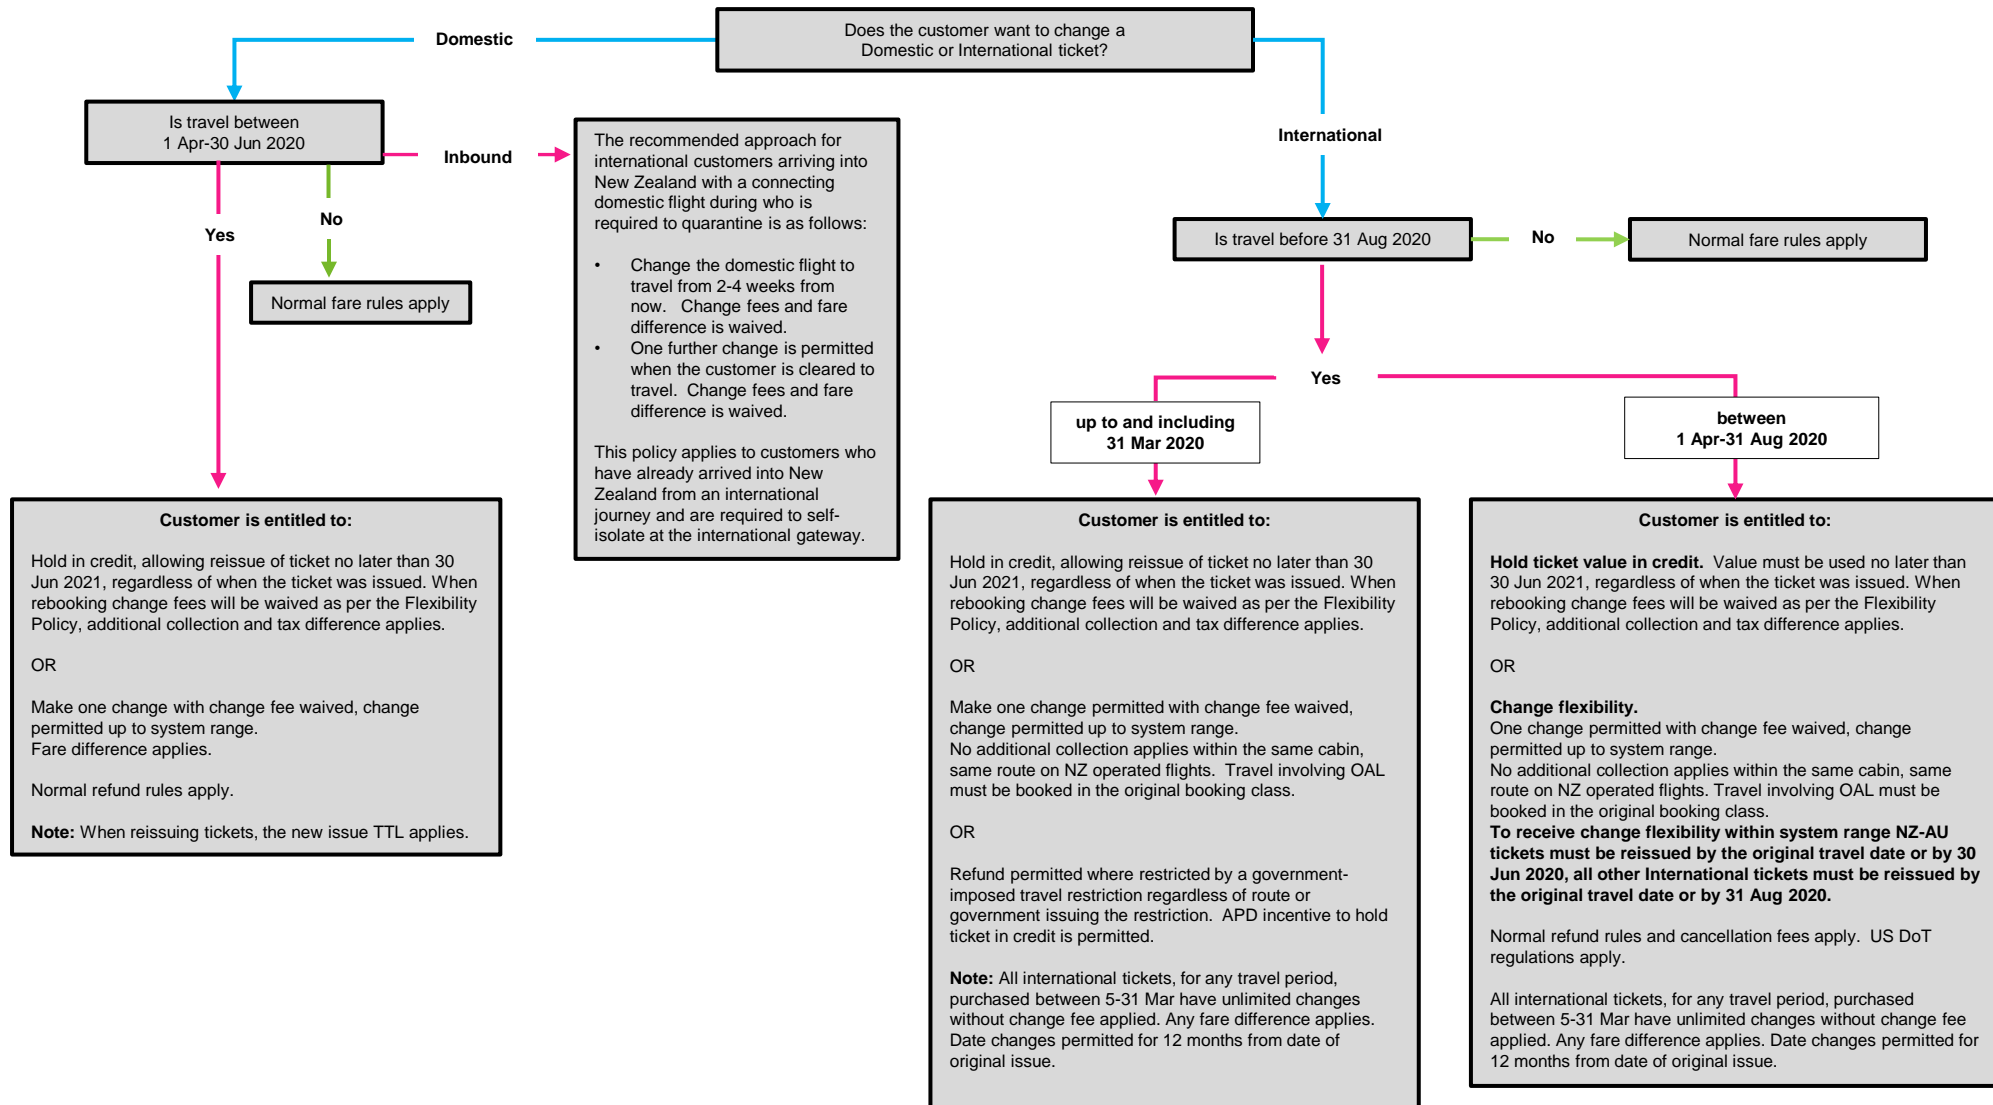 Does the customer want to change a
Domestic or International ticket?
Domestic
International
Is travel between
1 Apr-30 Jun 2020
Inbound
Yes
No
Normal fare rules apply
The recommended approach for
international customers arriving into
New Zealand with a connecting
domestic flight during who is
required to quarantine is as follows:
• Change the domestic flight to
travel from 2-4 weeks from
now. Change fees and fare
difference is waived.
• One further change is permitted
when the customer is cleared to
travel. Change fees and fare
difference is waived.
This policy applies to customers who
have already arrived into New
Zealand from an international
journey and are required to self-
isolate at the international gateway.
Is travel before 31 Aug 2020
No
Normal fare rules apply
Yes
up to and including
31 Mar 2020
between
1 Apr-31 Aug 2020
Customer is entitled to:
Hold in credit, allowing reissue of ticket no later than 30
Jun 2021, regardless of when the ticket was issued. When
rebooking change fees will be waived as per the Flexibility
Policy, additional collection and tax difference applies.
OR
Make one change with change fee waived, change
permitted up to system range.
Fare difference applies.
Normal refund rules apply.
Note: When reissuing tickets, the new issue TTL applies.
Customer is entitled to:
Hold in credit, allowing reissue of ticket no later than 30
Jun 2021, regardless of when the ticket was issued. When
rebooking change fees will be waived as per the Flexibility
Policy, additional collection and tax difference applies.
OR
Make one change permitted with change fee waived,
change permitted up to system range.
No additional collection applies within the same cabin,
same route on NZ operated flights. Travel involving OAL
must be booked in the original booking class.
OR
Refund permitted where restricted by a government-
imposed travel restriction regardless of route or
government issuing the restriction. APD incentive to hold
ticket in credit is permitted.
Note: All international tickets, for any travel period,
purchased between 5-31 Mar have unlimited changes
without change fee applied. Any fare difference applies.
Date changes permitted for 12 months from date of
original issue.
Customer is entitled to:
Hold ticket value in credit. Value must be used no later than
30 Jun 2021, regardless of when the ticket was issued. When
rebooking change fees will be waived as per the Flexibility
Policy, additional collection and tax difference applies.
OR
Change flexibility.
One change permitted with change fee waived, change
permitted up to system range.
No additional collection applies within the same cabin, same
route on NZ operated flights. Travel involving OAL must be
booked in the original booking class.
To receive change flexibility within system range NZ-AU
tickets must be reissued by the original travel date or by 30
Jun 2020, all other International tickets must be reissued by
the original travel date or by 31 Aug 2020.
Normal refund rules and cancellation fees apply. US DoT
regulations apply.
All international tickets, for any travel period, purchased
between 5-31 Mar have unlimited changes without change fee
applied. Any fare difference applies. Date changes permitted for
12 months from date of original issue.